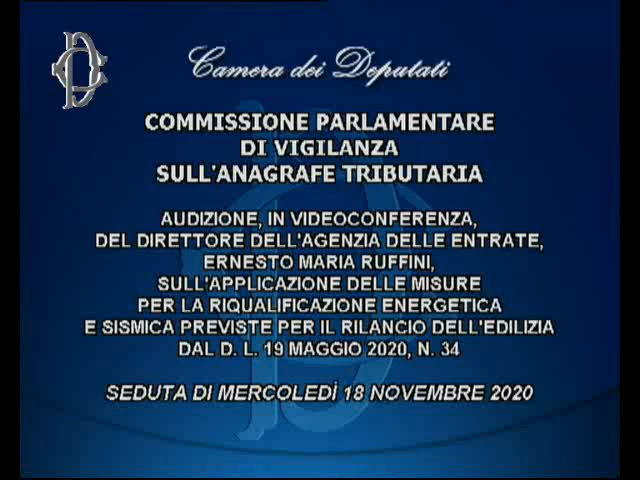 Camera dei Deputati
COMMISSIONE PARLAMENTARE
DI VIGILANZA
SULL'ANAGRAFE TRIBUTARIA
AUDIZIONE, IN VIDEOCONFERENZA,
DEL DIRETTORE DELL'AGENZIA DELLE ENTRATE,
ERNESTO MARIA RUFFINI,
SULL'APPLICAZIONE DELLE MISURE
PER LA RIQUALIFICAZIONE ENERGETICA
E SISMICA PREVISTE PER IL RILANCIO DELL'EDILIZIA
DAL D. L. 19 MAGGIO 2020, N. 34
SEDUTA DI MERCOLEDÌ 18 NOVEMBRE 2020